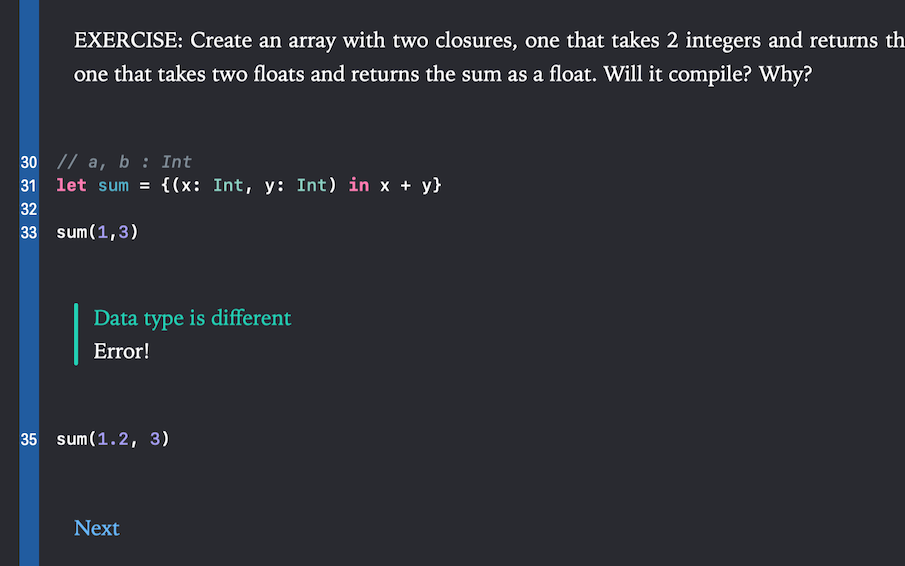 EXERCISE: Create an array with two closures, one that takes 2 integers and returns th
one that takes two floats and returns the sum as a float. Will it compile? Why?
30 // a, b : Int
31 let sum = {(x: Int, y: Int) in x + y}
32
33 sum(1,3)
Data type is different
Error!
35 sum(1.2, 3)
Next